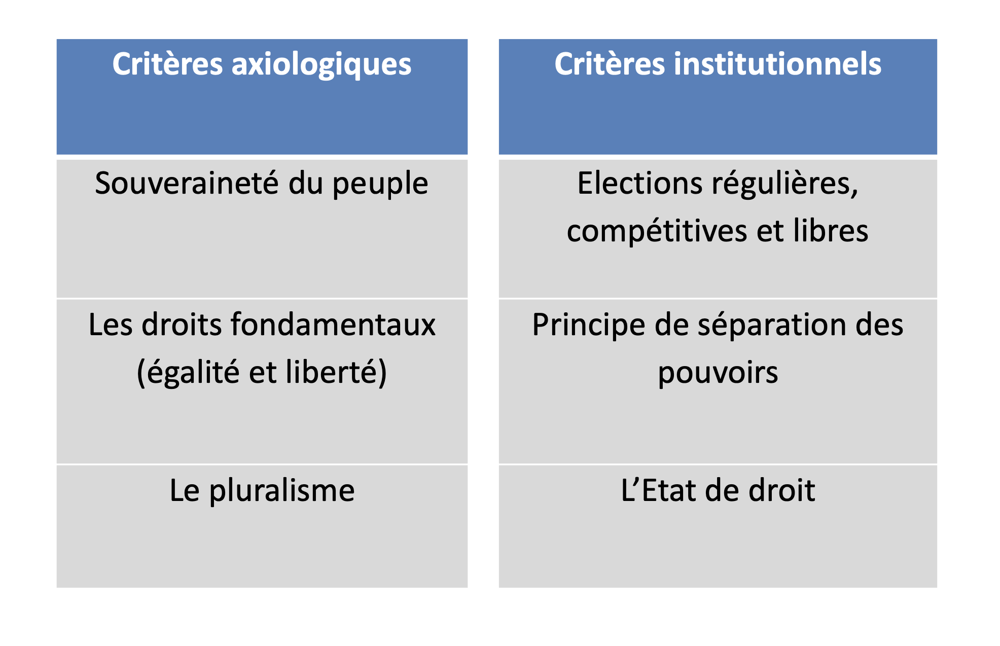 Critères axiologiques
Critères institutionnels
Souveraineté du peuple
Elections régulières,
compétitives et libres
Les droits fondamentaux
(égalité et liberté)
Principe de séparation des
pouvoirs
Le pluralisme
L’Etat de droit